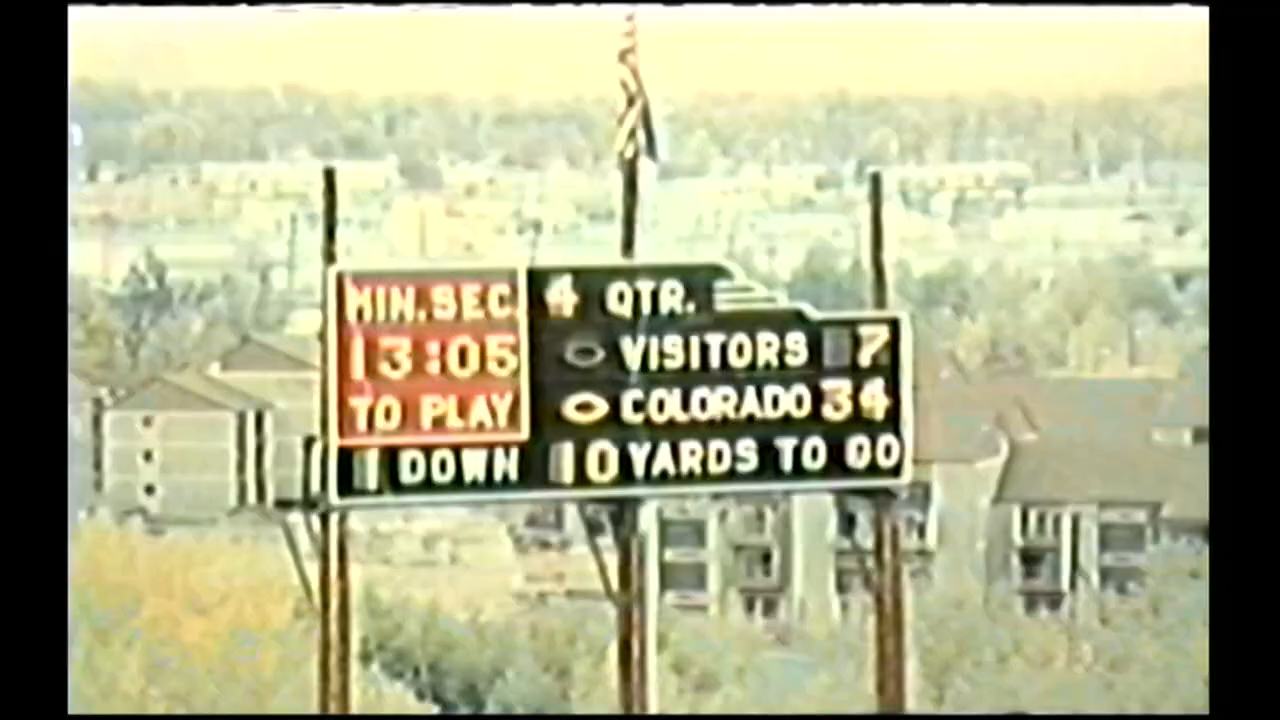 MIN.SEC. 4 QTR.
13:05 VISITORS 7
TO PLAY COLORADO 34
1 DOWN 10 YARDS TO GO